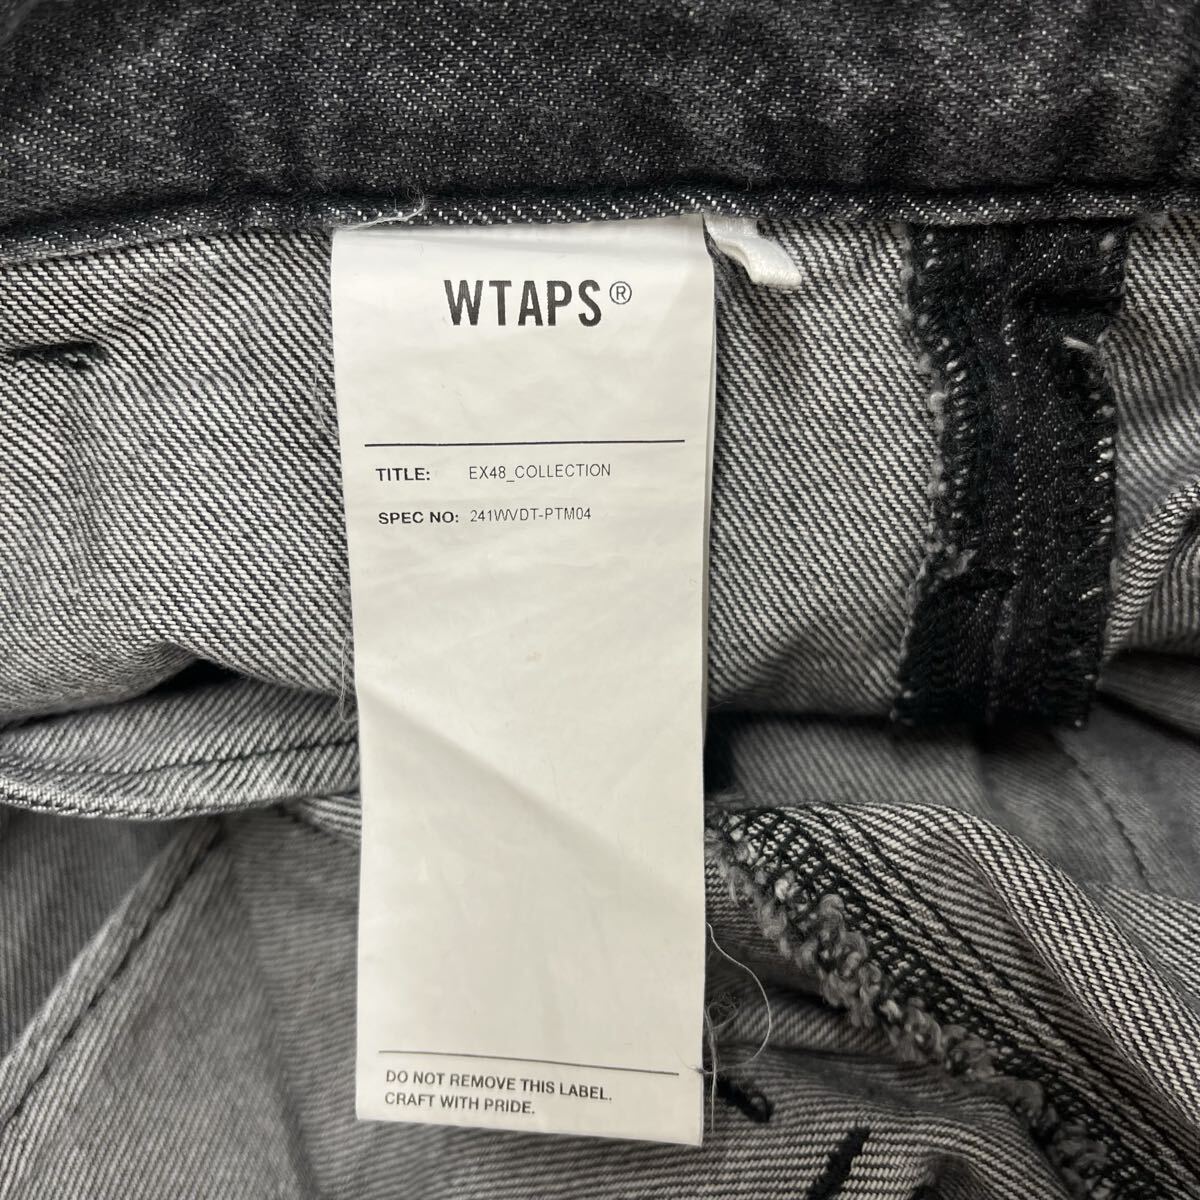 WTAPS®
TITLE: EX48_COLLECTION
SPEC NO: 241WVDT-PTM04
DO NOT REMOVE THIS LABEL.
CRAFT WITH PRIDE.